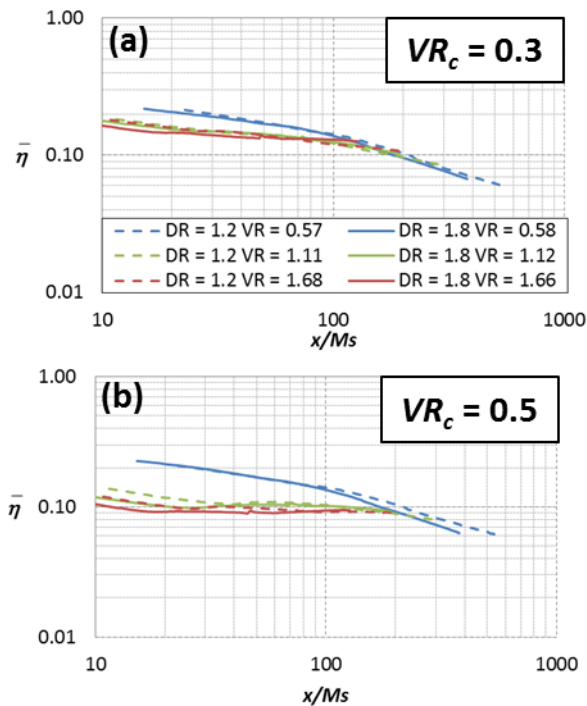 1.00
(a)
VRc = 0.3
η̄
0.10
DR = 1.2 VR = 0.57
DR = 1.8 VR = 0.58
DR = 1.2 VR = 1.11
DR = 1.8 VR = 1.12
DR = 1.2 VR = 1.68
DR = 1.8 VR = 1.66
0.01
10
100
1000
x/Ms
1.00
(b)
VRc = 0.5
η̄
0.10
0.01
10
100
1000
x/Ms